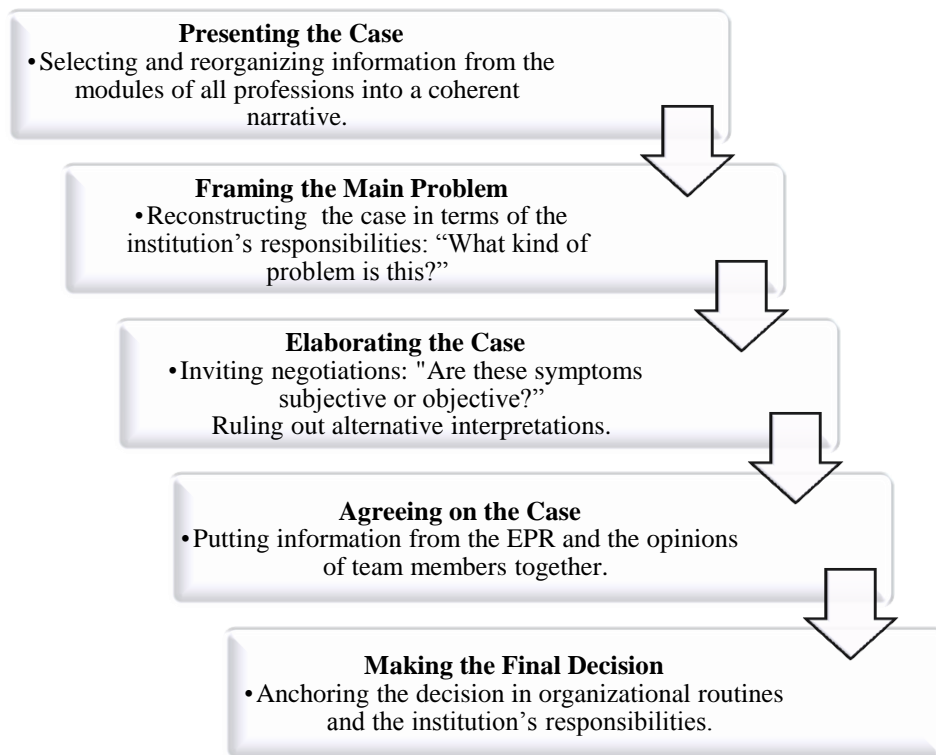 Presenting the Case
•Selecting and reorganizing information from the
modules of all professions into a coherent
narrative.
Framing the Main Problem
•Reconstructing  the case in terms of the
institution’s responsibilities: “What kind of
problem is this?”
Elaborating the Case
•Inviting negotiations: "Are these symptoms
subjective or objective?”
Ruling out alternative interpretations.
Agreeing on the Case
•Putting information from the EPR and the opinions
of team members together.
Making the Final Decision
•Anchoring the decision in organizational routines
and the institution’s responsibilities.